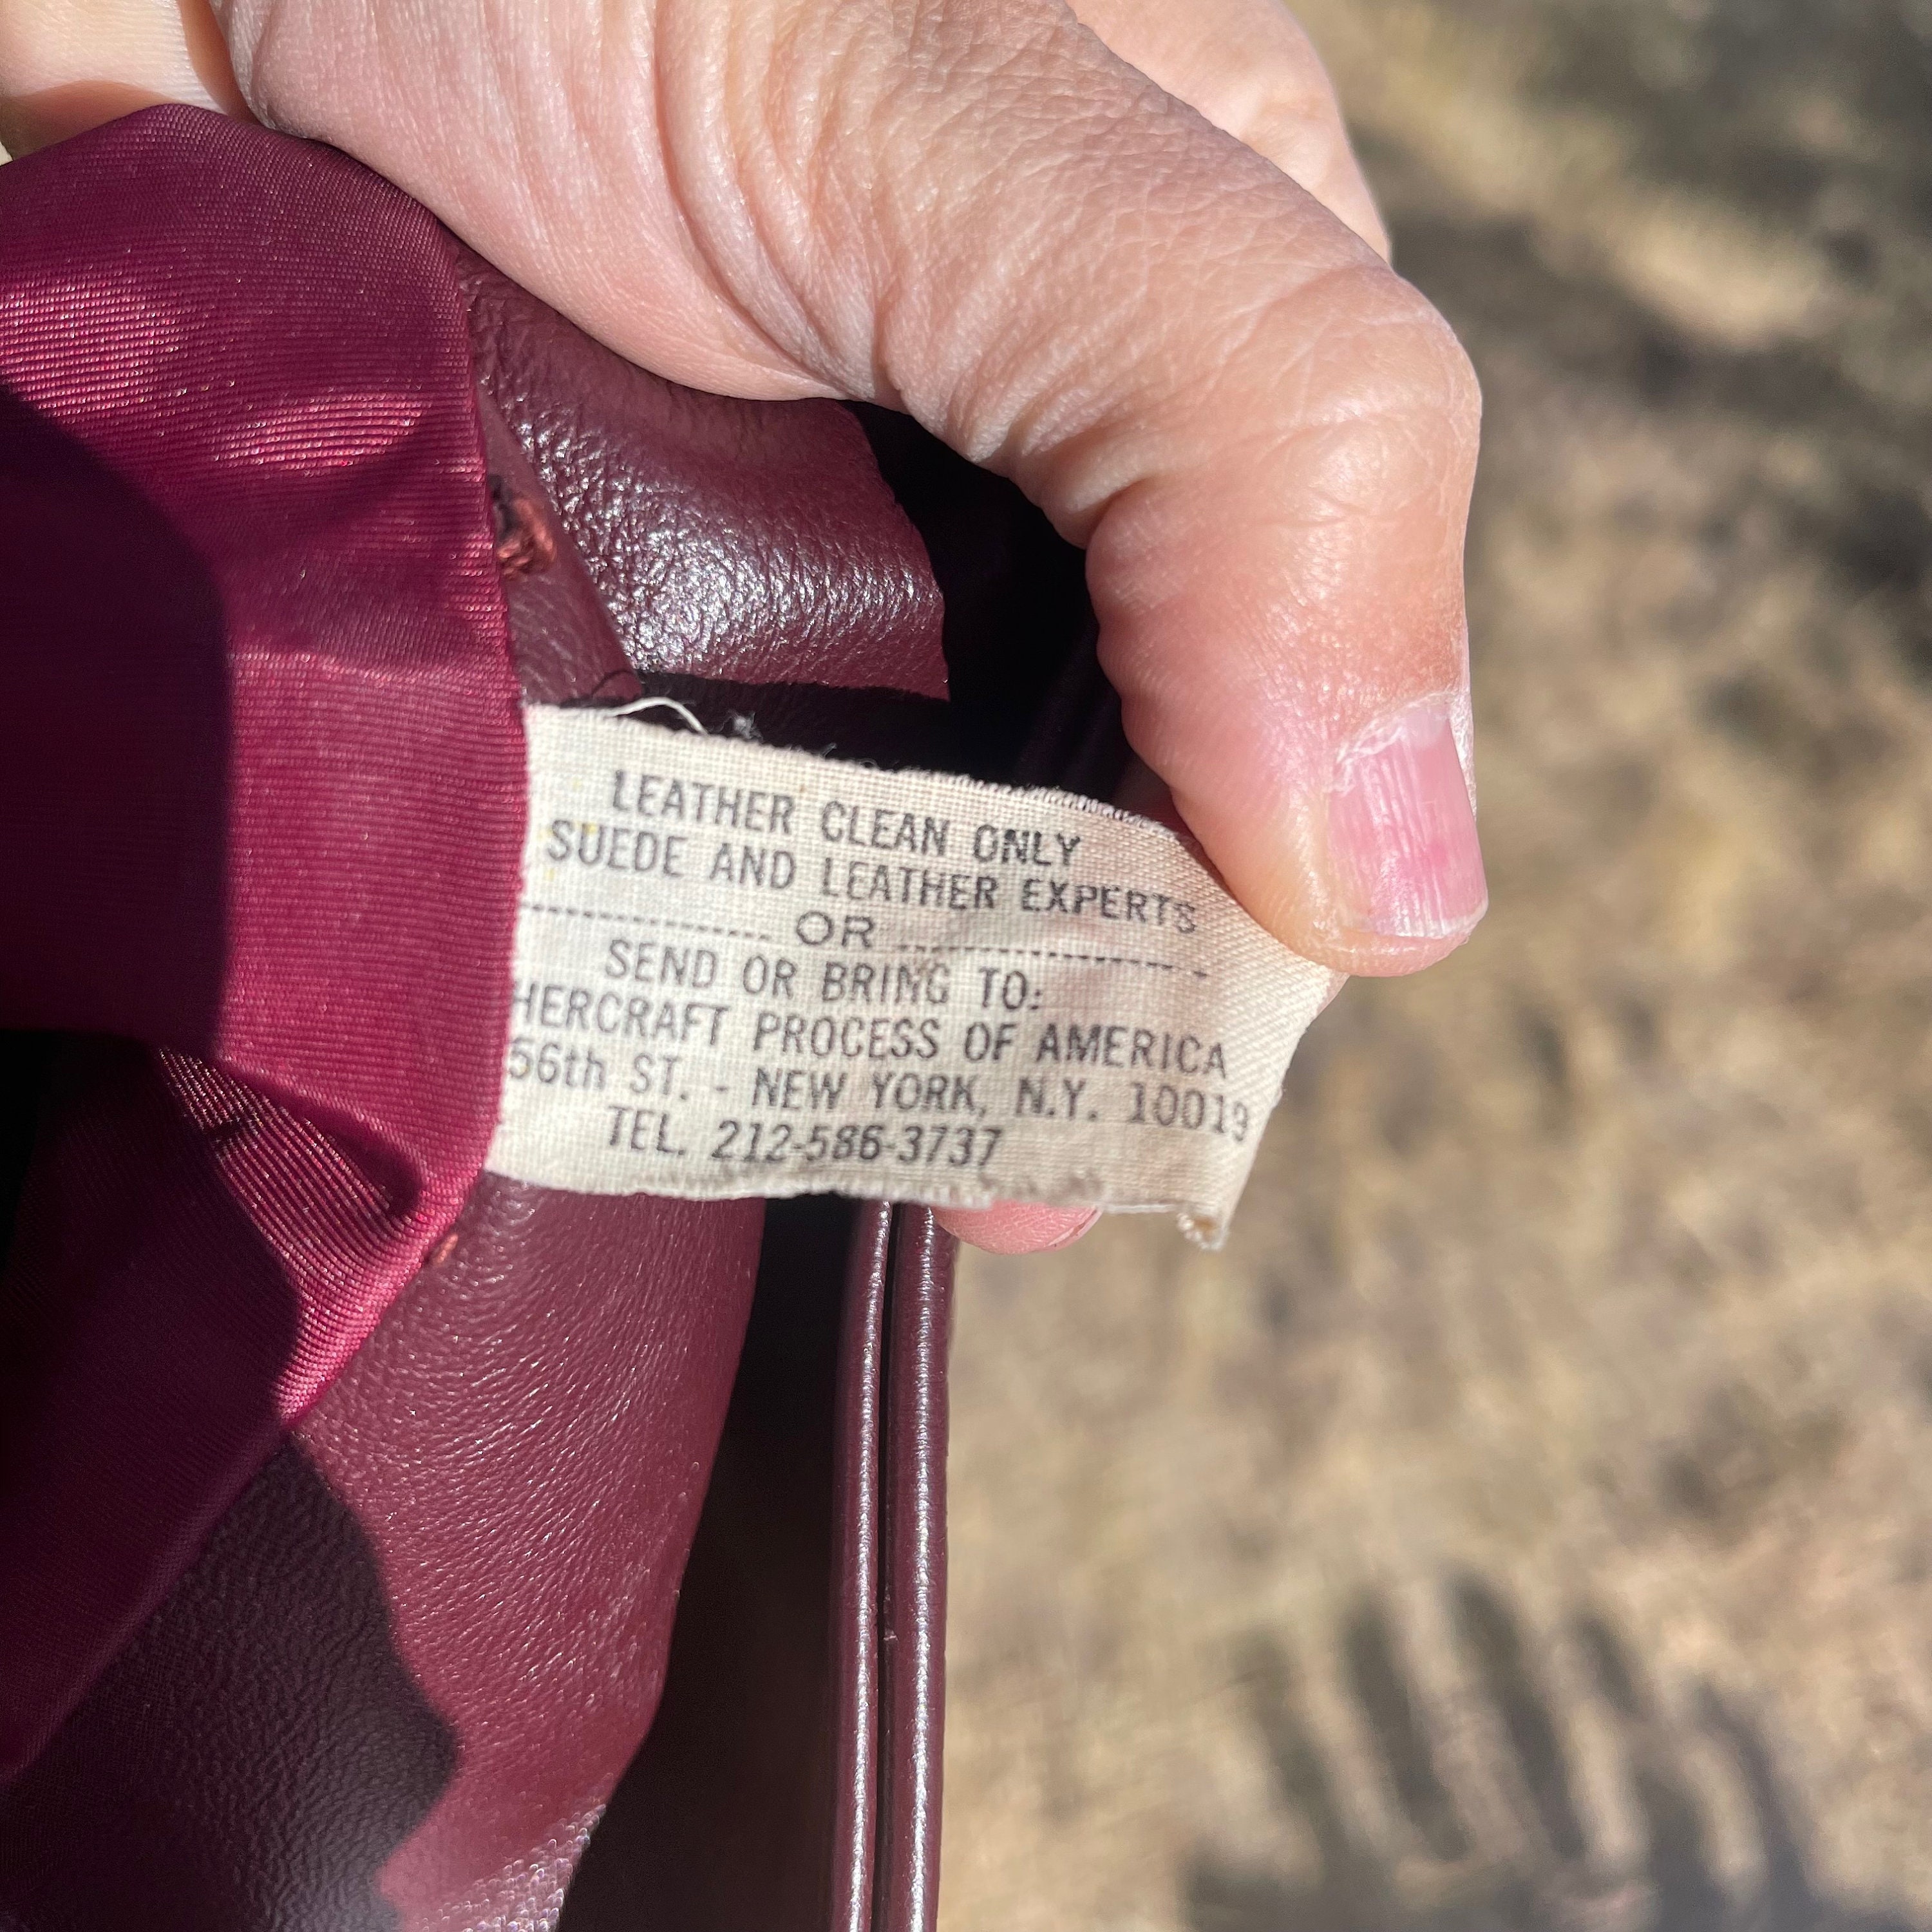 LEATHER CLEAN ONLY
SUEDE AND LEATHER EXPERTS
OR
SEND OR BRING TO:
HERCRAFT PROCESS OF AMERICA
56th ST. - NEW YORK, N.Y. 10019
TEL. 212-586-3737